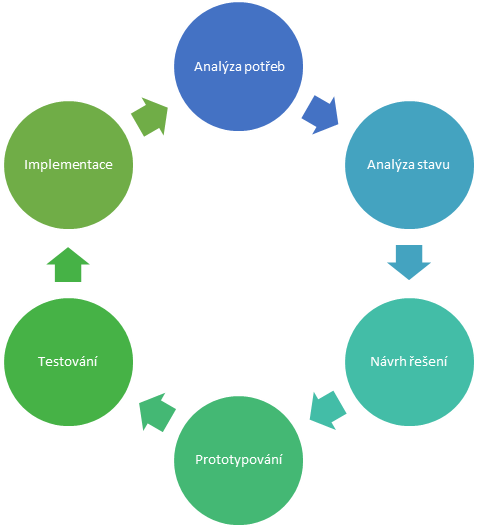 Analýza potřeb
Analýza stavu
Návrh řešení
Prototypování
Testování
Implementace